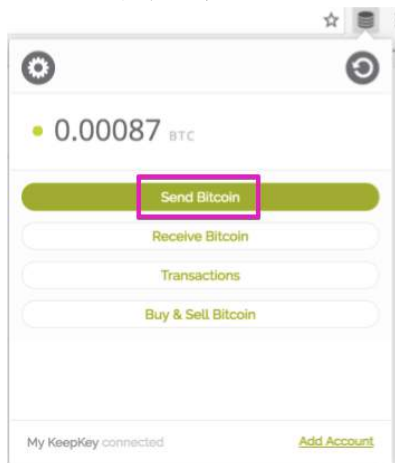 0.00087 BTC
Send Bitcoin
Receive Bitcoin
Transactions
Buy & Sell Bitcoin
My KeepKey connected Add Account